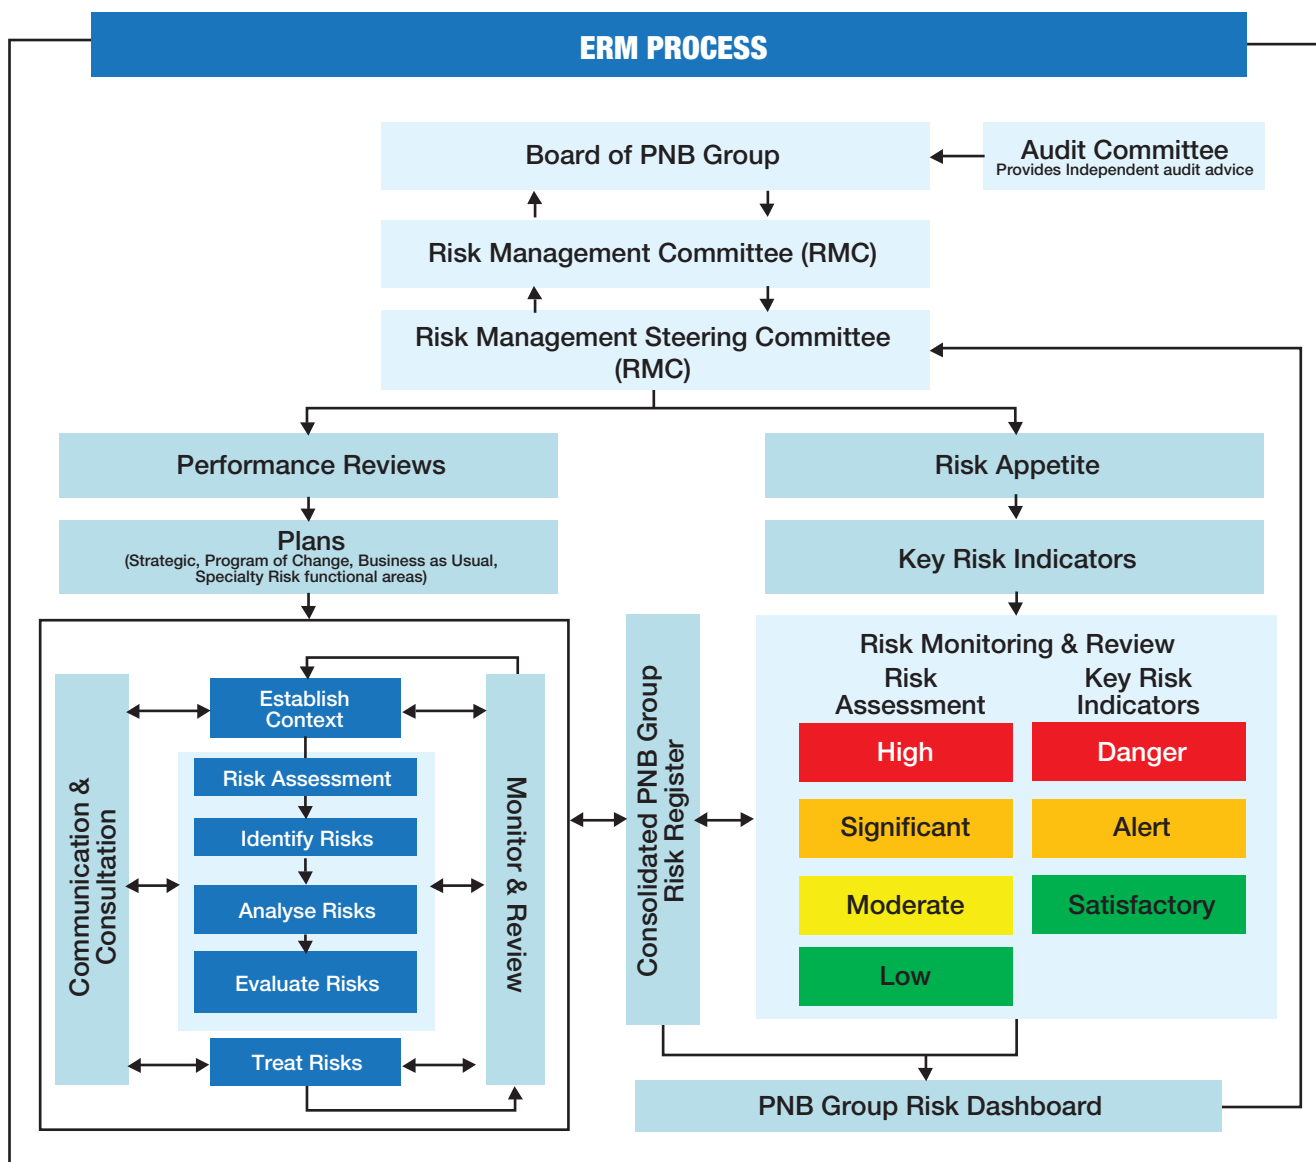 ERM PROCESS
Board of PNB Group
Audit Committee
Provides Independent audit advice
Risk Management Committee (RMC)
Risk Management Steering Committee
(RMC)
Performance Reviews
Risk Appetite
Plans
(Strategic, Program of Change, Business as Usual,
Specialty Risk functional areas)
Key Risk Indicators
Communication &
Consultation
Establish
Context
Risk Assessment
Identify Risks
Analyse Risks
Evaluate Risks
Treat Risks
Monitor & Review
Consolidated PNB Group
Risk Register
Risk Monitoring & Review
Risk
Assessment
High
Significant
Moderate
Low
Key Risk
Indicators
Danger
Alert
Satisfactory
PNB Group Risk Dashboard